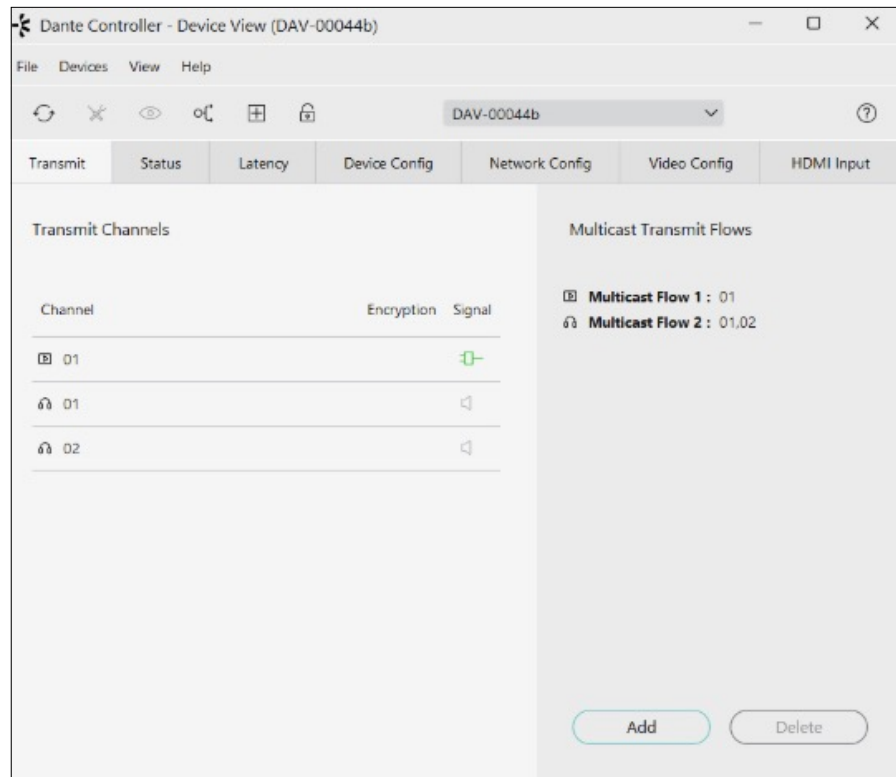 Dante Controller - Device View (DAV-00044b)
File Devices View Help
DAV-00044b
Transmit Status Latency Device Config Network Config Video Config HDMI Input
Transmit Channels
Channel Encryption Signal
01
01
02
Multicast Transmit Flows
Multicast Flow 1 : 01
Multicast Flow 2 : 01,02
Add Delete